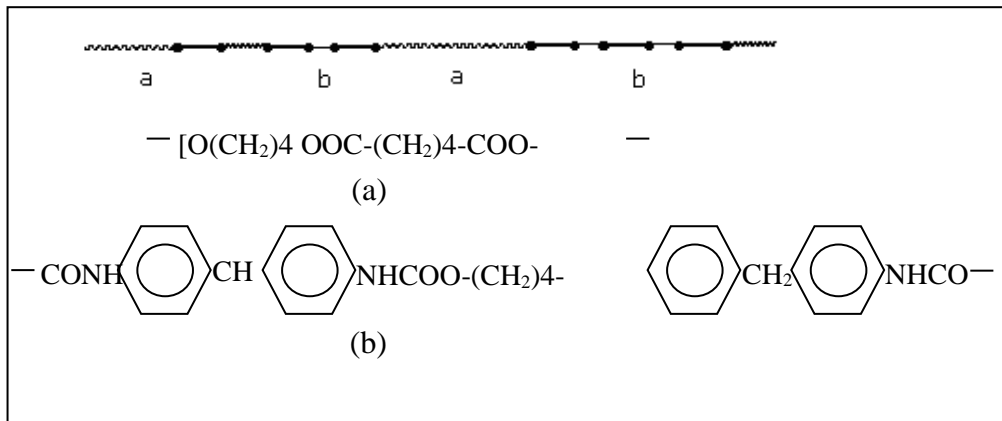 a b a b
— [O(CH₂)4 OOC-(CH₂)4-COO- —
(a)
— CONH CH NHCOO-(CH₂)4- CH₂ NHCO —
(b)